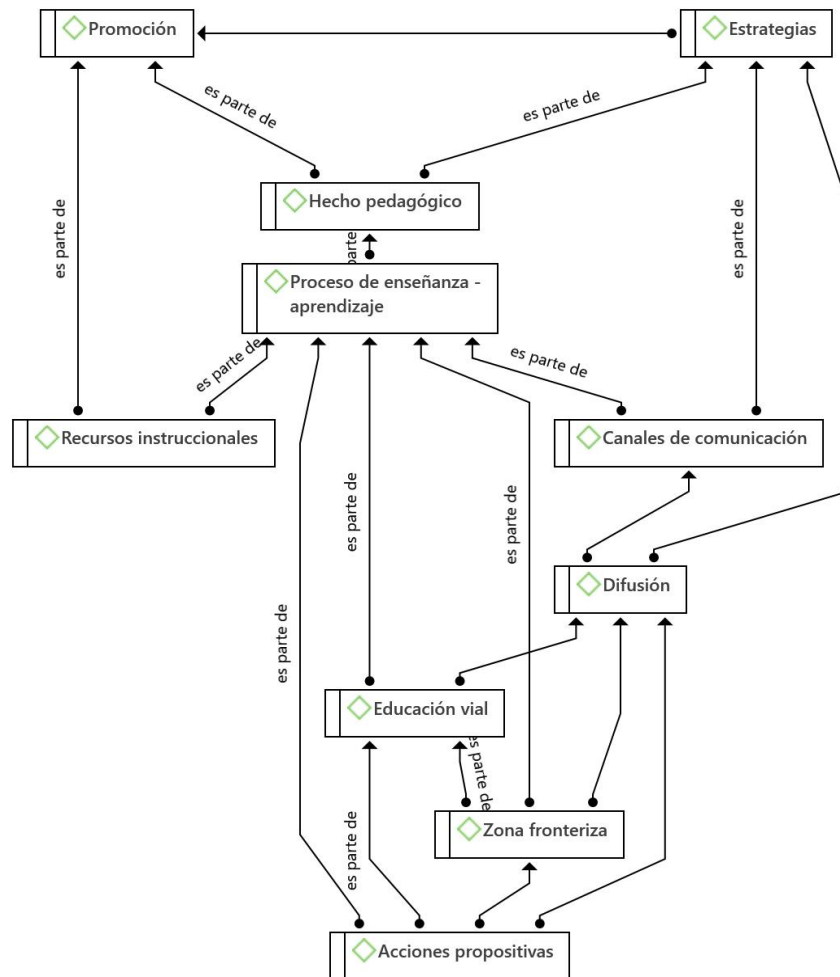 Promoción
Estrategias
es parte de
es parte de
Hecho pedagógico
es parte de
parte
es parte de
Proceso de enseñanza -
aprendizaje
es parte de
es parte de
Recursos instruccionales
Canales de comunicación
es parte de
es parte de
Difusión
es parte de
Educación vial
es parte de
Zona fronteriza
es parte de
Acciones propositivas